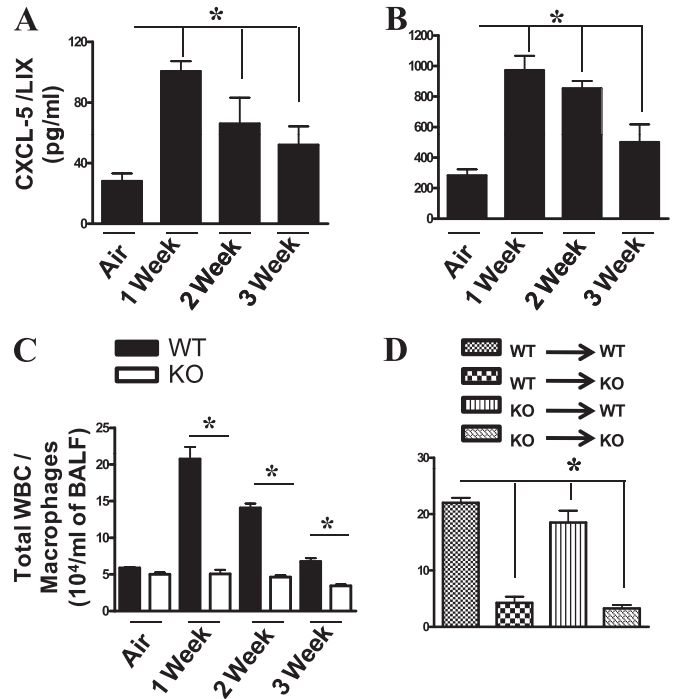 A
*
CXCL-5 /LIX
(pg/ml)
120
80
40
0
Air
1 Week
2 Week
3 Week
B
*
1200
1000
800
600
400
200
0
Air
1 Week
2 Week
3 Week
C
WT
KO
Total WBC /
Macrophages
(10⁴/ml of BALF)
25
20
15
10
5
0
*
*
*
Air
1 Week
2 Week
3 Week
D
WT → WT
WT → KO
KO → WT
KO → KO
*
30
20
10
0